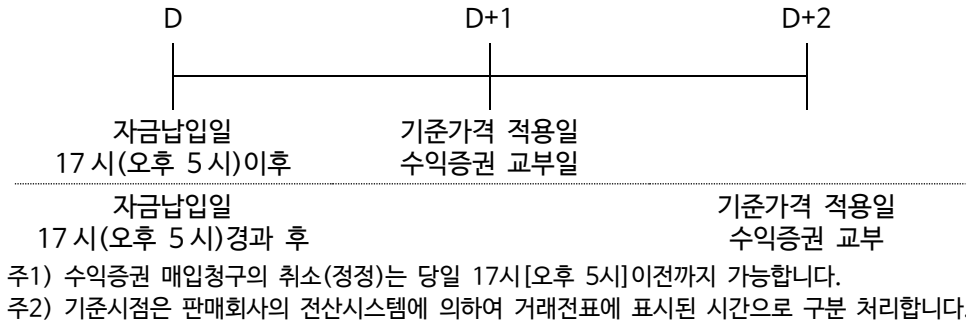 D D+1 D+2
자금납입일 기준가격 적용일
17시(오후 5시)이후 수익증권 교부일
자금납입일 기준가격 적용일
17시(오후 5시)경과 후 수익증권 교부
주1) 수익증권 매입청구의 취소(정정)는 당일 17시[오후 5시]이전까지 가능합니다.
주2) 기준시점은 판매회사의 전산시스템에 의하여 거래전표에 표시된 시간으로 구분 처리합니다.